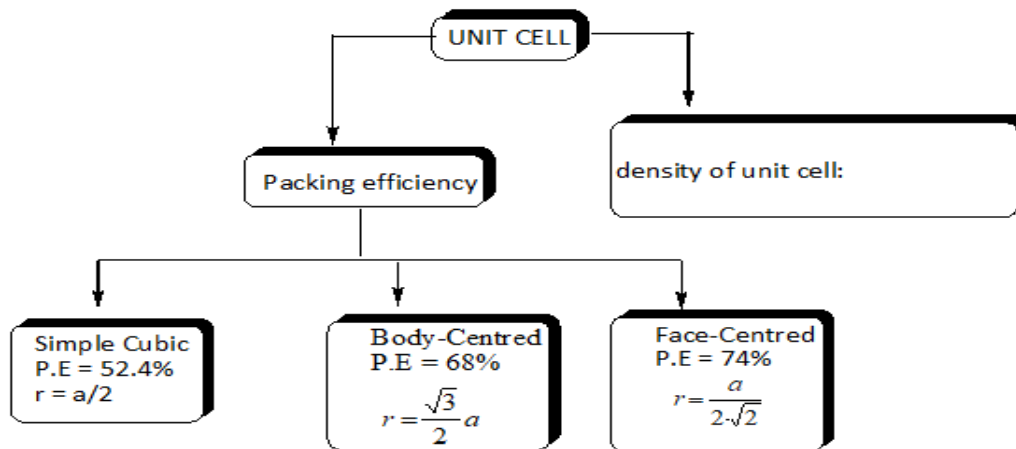 UNIT CELL
Packing efficiency
density of unit cell:
Simple Cubic
P.E = 52.4%
r = a/2
Body-Centred
P.E = 68%
r = √3/2 a
Face-Centred
P.E = 74%
r = a/2·√2